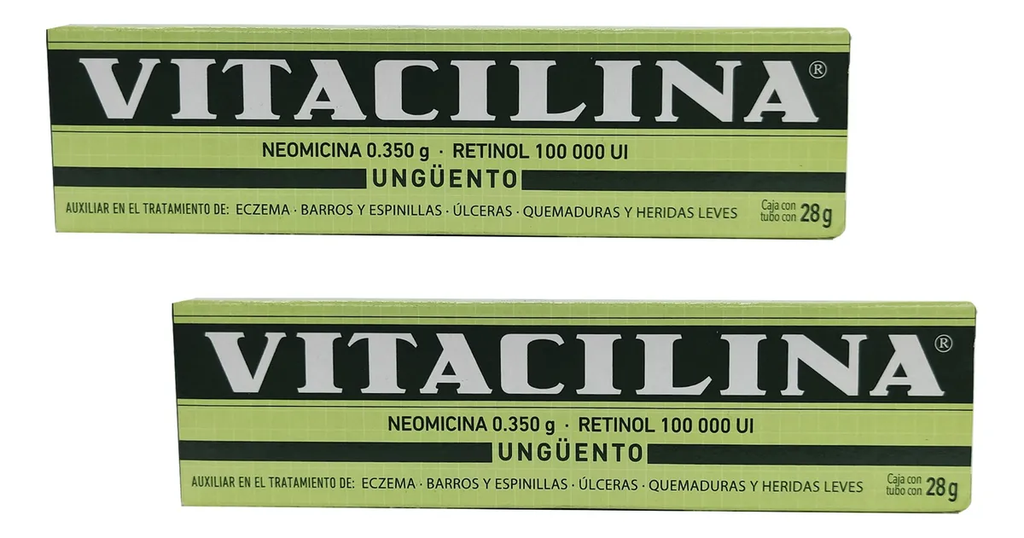 VITACILINA®
NEOMICINA 0.350 g · RETINOL 100 000 UI
UNGÜENTO
AUXILIAR EN EL TRATAMIENTO DE: ECZEMA · BARROS Y ESPINILLAS · ÚLCERAS · QUEMADURAS Y HERIDAS LEVES
Caja con
tubo con 28 g
VITACILINA®
NEOMICINA 0.350 g · RETINOL 100 000 UI
UNGÜENTO
AUXILIAR EN EL TRATAMIENTO DE: ECZEMA · BARROS Y ESPINILLAS · ÚLCERAS · QUEMADURAS Y HERIDAS LEVES
Caja con
tubo con 28 g